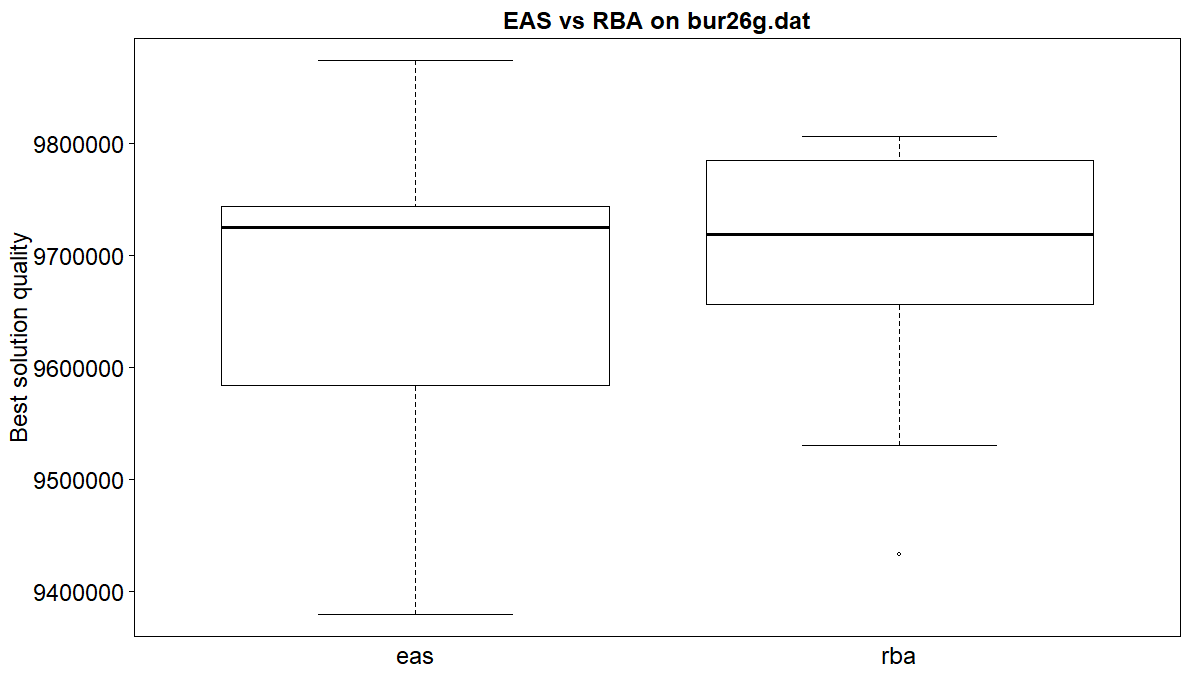 EAS vs RBA on bur26g.dat
Best solution quality
9800000
9700000
9600000
9500000
9400000
eas
rba